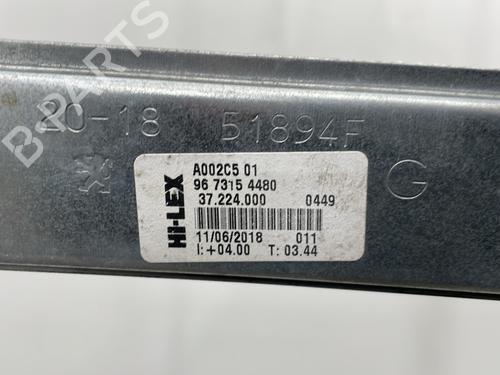 B-PARTS
20-18 51894F
G
HI-LEX
A002C5 01
96 7315 4480
37.224.000 0449
11/06/2018 011
I:+04.00 T: 03.44